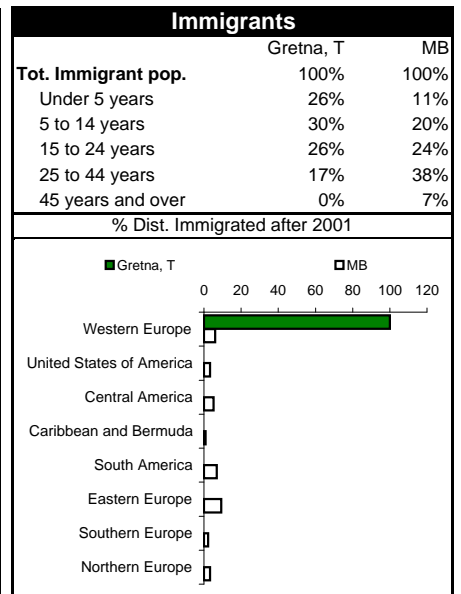 Immigrants
Gretna, T MB
Tot. Immigrant pop. 100% 100%
Under 5 years 26% 11%
5 to 14 years 30% 20%
15 to 24 years 26% 24%
25 to 44 years 17% 38%
45 years and over 0% 7%
% Dist. Immigrated after 2001
Gretna, T MB
0 20 40 60 80 100 120
Western Europe
United States of America
Central America
Caribbean and Bermuda
South America
Eastern Europe
Southern Europe
Northern Europe